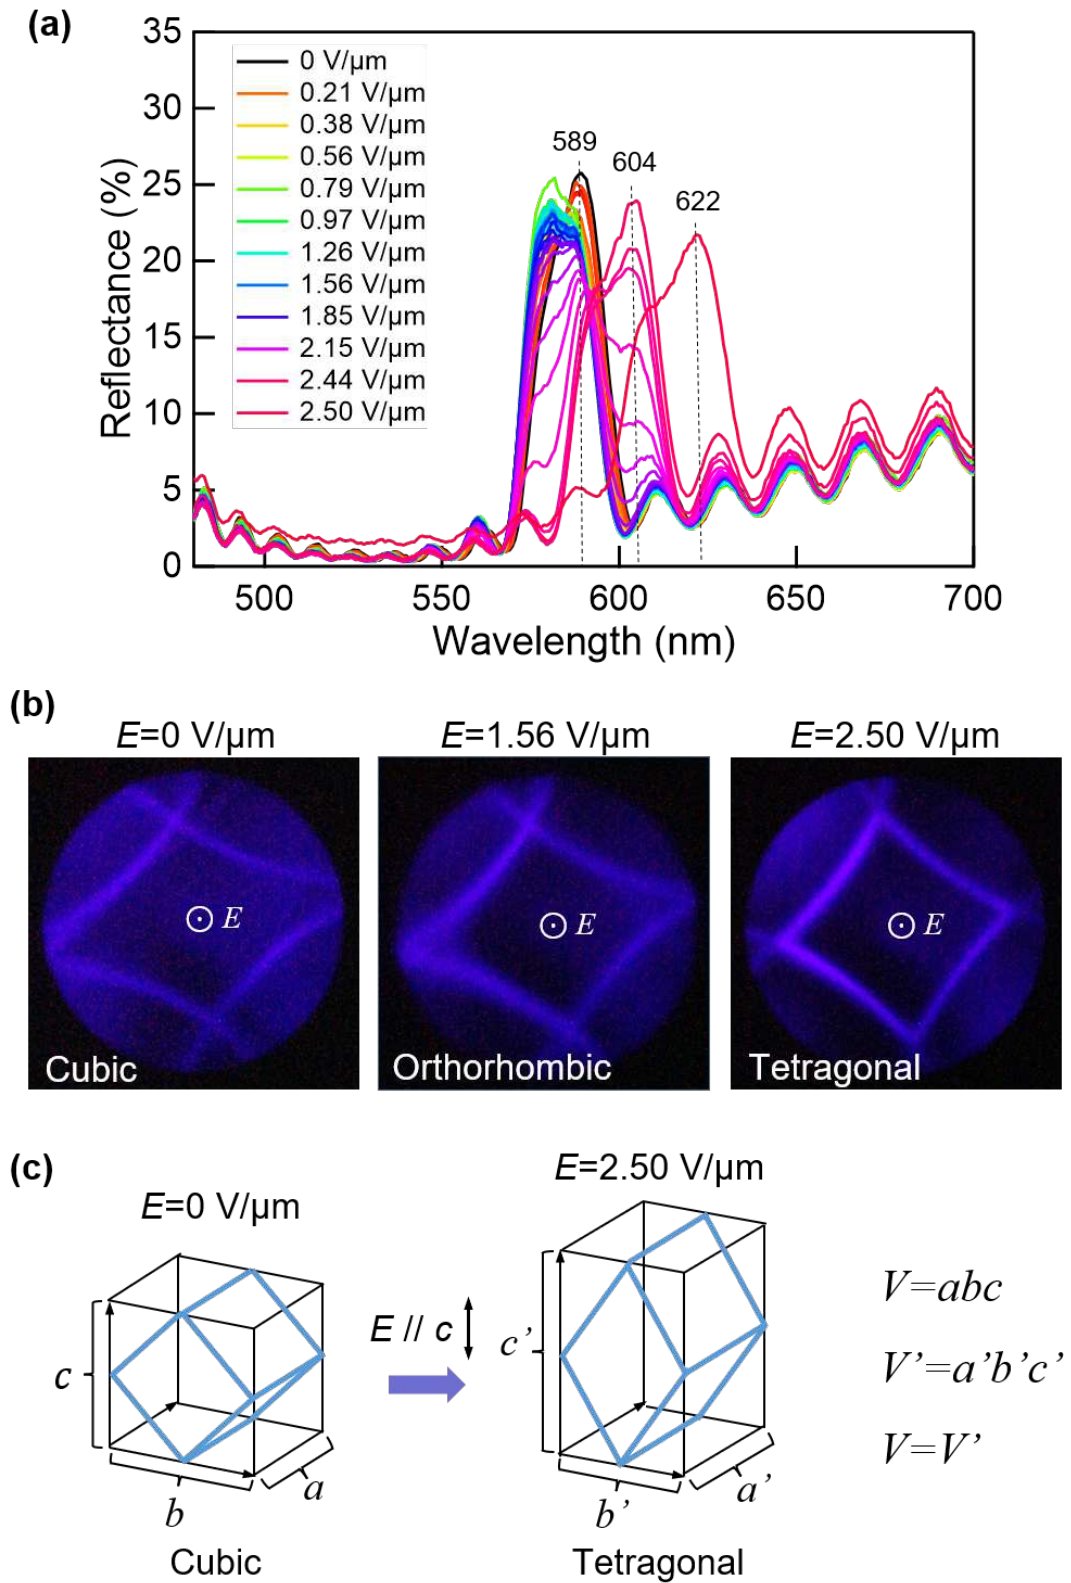 (a)
35
30
25
20
15
10
5
0
Reflectance (%)
0 V/µm
0.21 V/µm
0.38 V/µm
0.56 V/µm
0.79 V/µm
0.97 V/µm
1.26 V/µm
1.56 V/µm
1.85 V/µm
2.15 V/µm
2.44 V/µm
2.50 V/µm
589
604
622
500 550 600 650 700
Wavelength (nm)
(b)
E=0 V/µm E=1.56 V/µm E=2.50 V/µm
E E E
Cubic Orthorhombic Tetragonal
(c)
E=0 V/µm
E=2.50 V/µm
c
b
a
Cubic
E // c
c’
b’
a’
Tetragonal
V=abc
V’=a’b’c’
V=V’